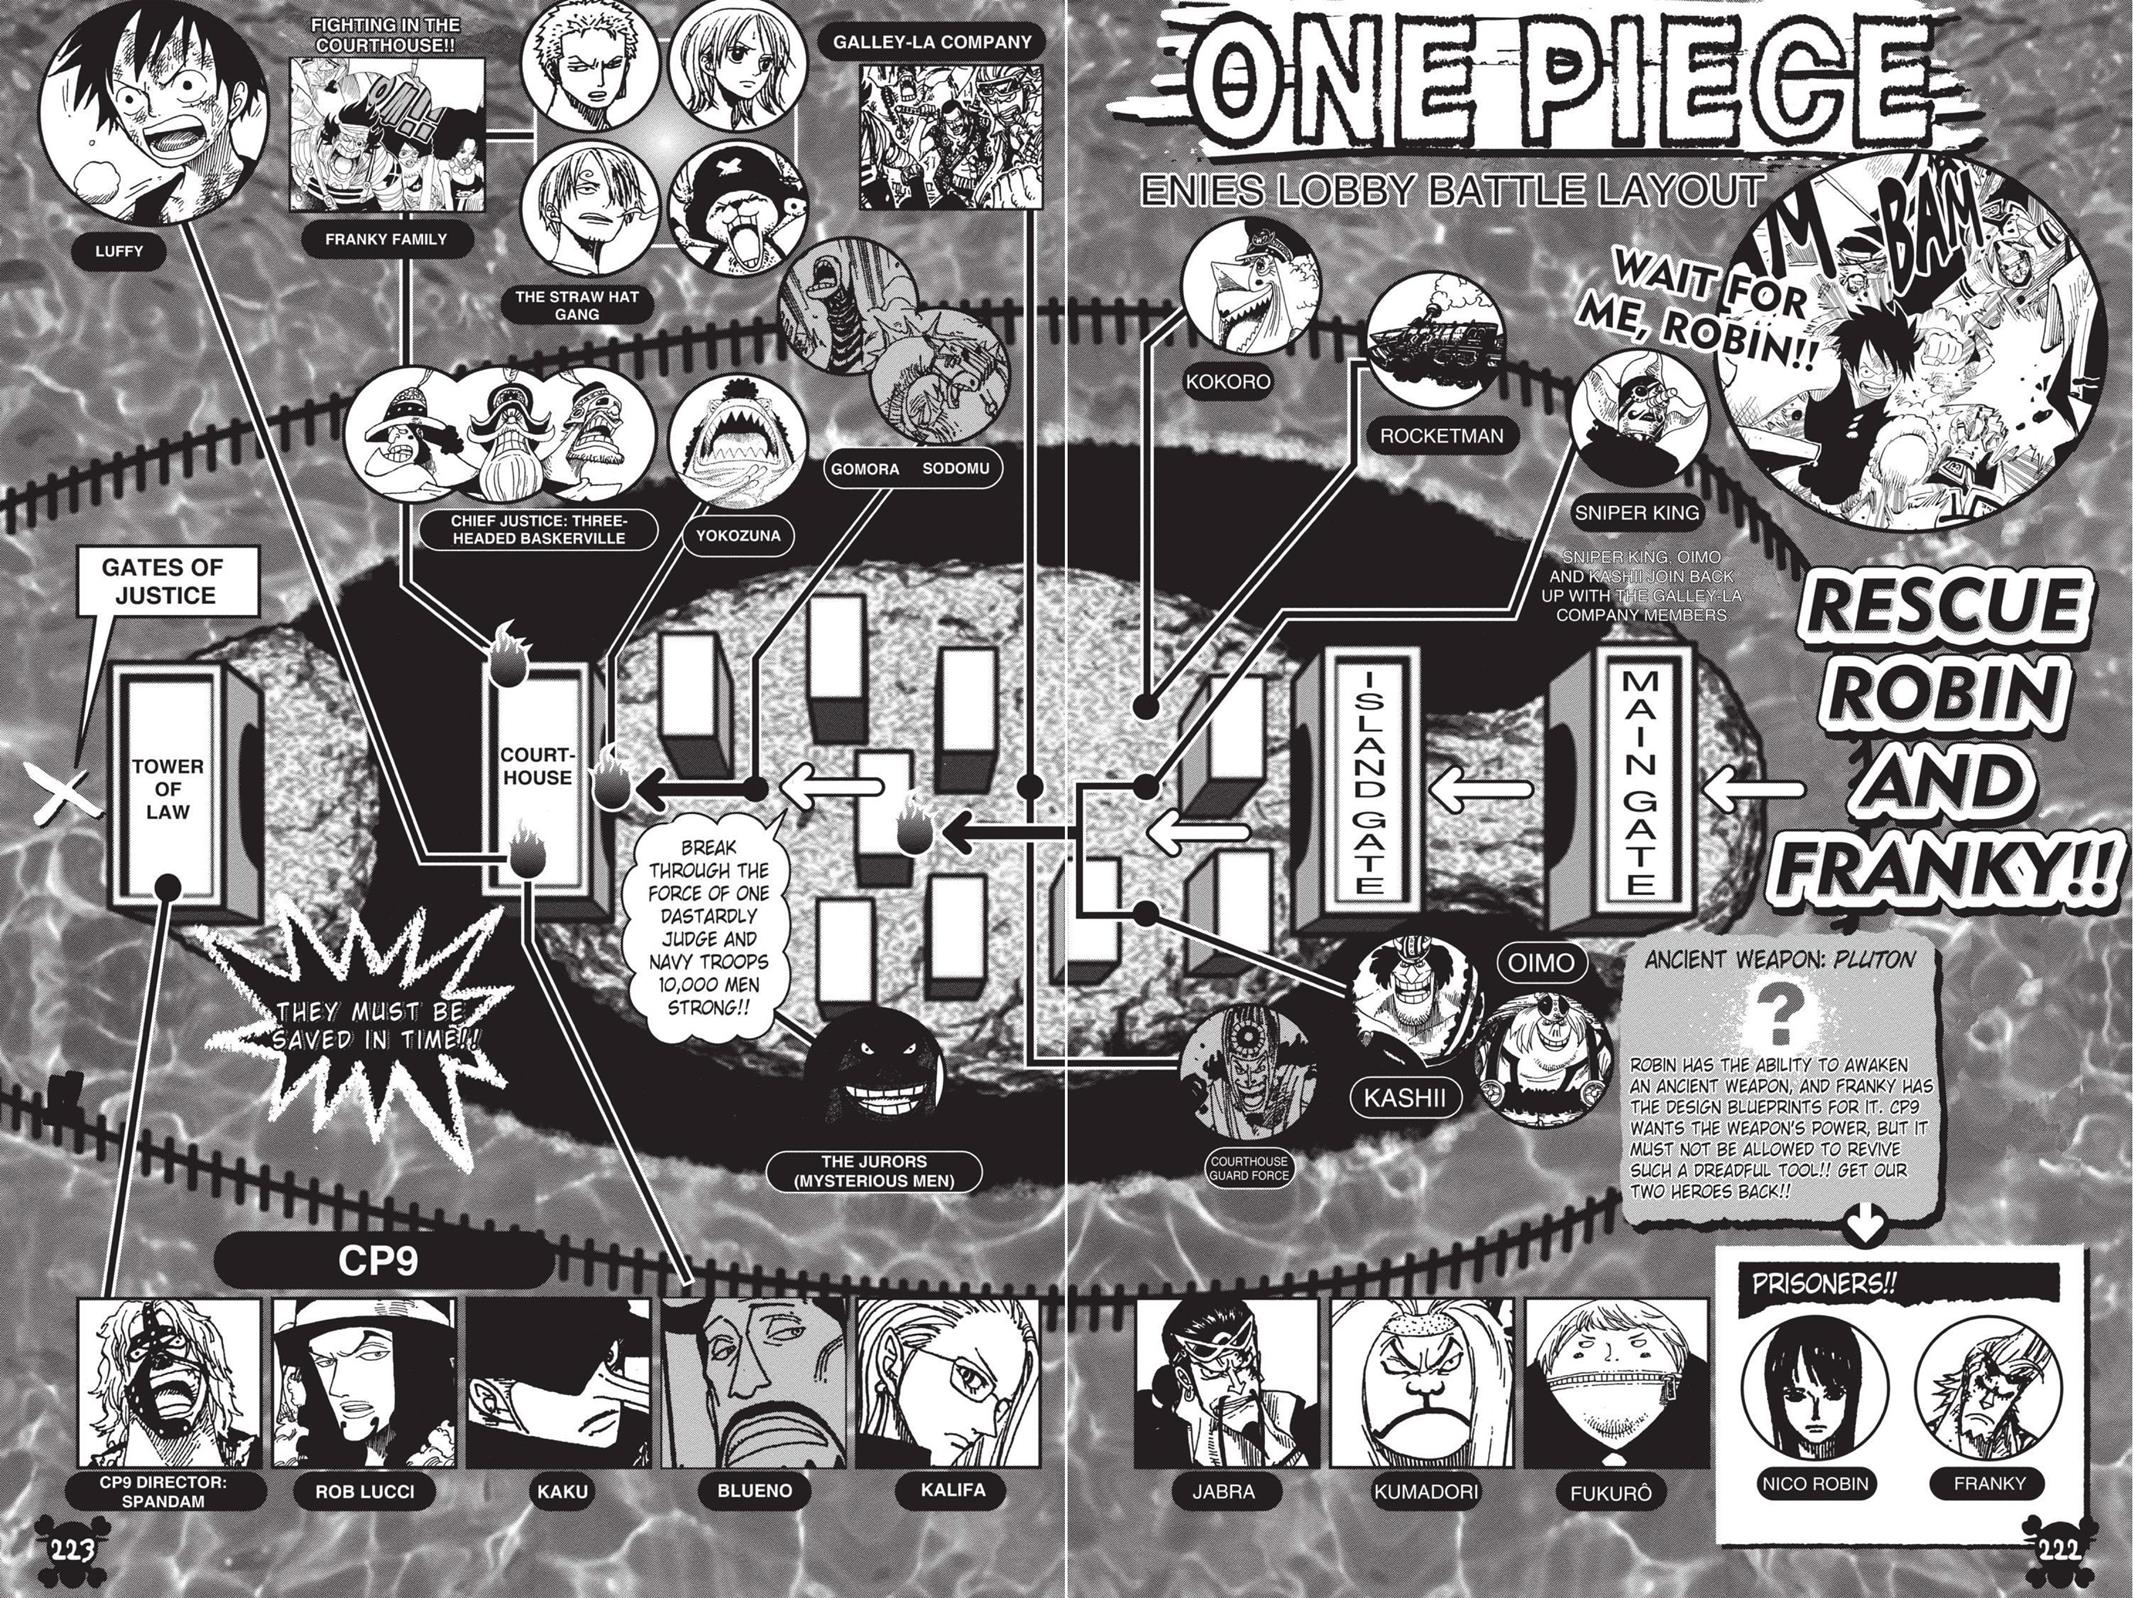 ONE PIECE
ENIES LOBBY BATTLE LAYOUT
BAM
WAIT FOR
ME, ROBIN!!
KOKORO
ROCKETMAN
SNIPER KING
SNIPER KING, OIMO
AND KASHII JOIN BACK
UP WITH THE GALLEY-LA
COMPANY MEMBERS
RESCUE
ROBIN
AND
FRANKY!!
MAIN GATE
ISLAND GATE
OIMO
KASHII
COURTHOUSE
GUARD FORCE
ANCIENT WEAPON: PLUTON
?
ROBIN HAS THE ABILITY TO AWAKEN
AN ANCIENT WEAPON, AND FRANKY HAS
THE DESIGN BLUEPRINTS FOR IT. CP9
WANTS THE WEAPON'S POWER, BUT IT
MUST NOT BE ALLOWED TO REVIVE
SUCH A DREADFUL TOOL!! GET OUR
TWO HEROES BACK!!
PRISONERS!!
NICO ROBIN
FRANKY
JABRA
KUMADORI
FUKURÔ
222
LUFFY
FIGHTING IN THE
COURTHOUSE!!
FRANKY FAMILY
THE STRAW HAT
GANG
GALLEY-LA COMPANY
CHIEF JUSTICE: THREE-
HEADED BASKERVILLE
YOKOZUNA
GOMORA SODOMU
GATES OF
JUSTICE
TOWER
OF
LAW
COURT-
HOUSE
BREAK
THROUGH THE
FORCE OF ONE
DASTARDLY
JUDGE AND
NAVY TROOPS
10,000 MEN
STRONG!!
THEY MUST BE
SAVED IN TIME!!
THE JURORS
(MYSTERIOUS MEN)
CP9
CP9 DIRECTOR:
SPANDAM
ROB LUCCI
KAKU
BLUENO
KALIFA
223